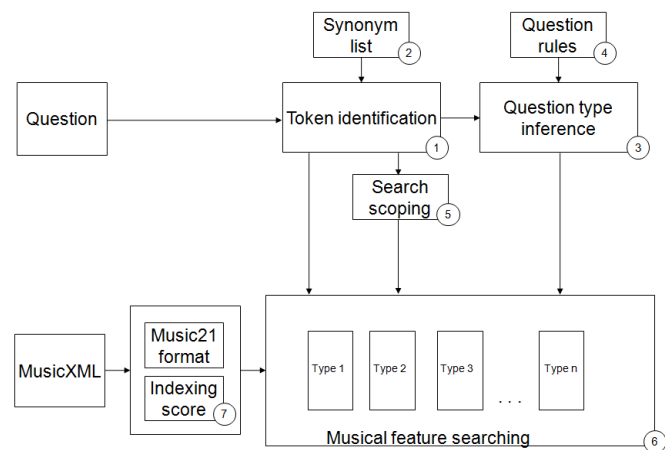 Synonym
list
2
Question
rules
4
Question
Token identification
1
Question type
inference
3
Search
scoping
5
MusicXML
Music21
format
Indexing
score
7
Type 1
Type 2
Type 3
. . .
Type n
Musical feature searching
6